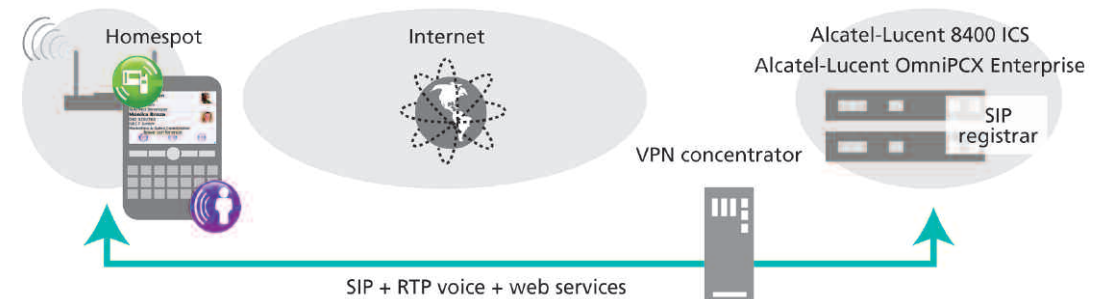 Homespot
Internet
Alcatel-Lucent 8400 ICS
Alcatel-Lucent OmniPCX Enterprise
SIP
registrar
VPN concentrator
SIP + RTP voice + web services